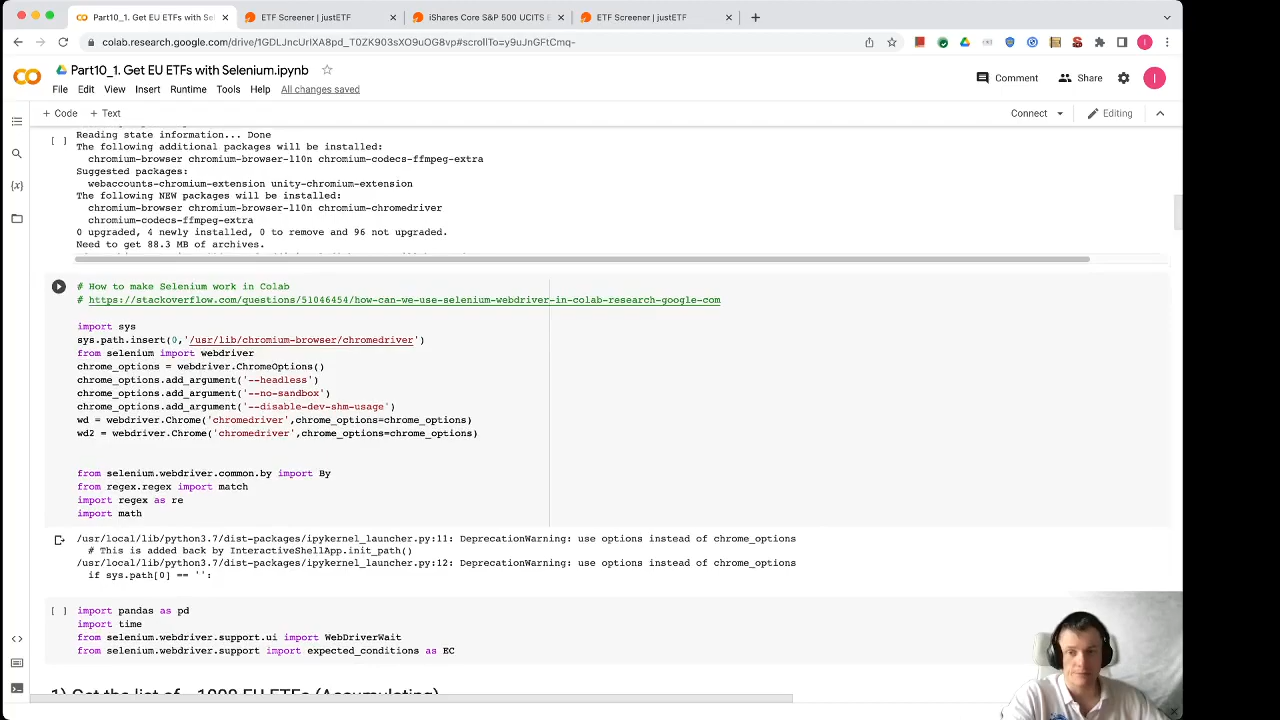 Part10_1. Get EU ETFs with Sel
ETF Screener | justETF
iShares Core S&P 500 UCITS E
ETF Screener | justETF
colab.research.google.com/drive/1GDL_lncUrlXA8pd_T0ZK903sXO9uOG8vp#scrollTo=y9uJnGFtCmq-
Part10_1. Get EU ETFs with Selenium.ipynb
Comment
Share
I
File Edit View Insert Runtime Tools Help All changes saved
+ Code + Text
Connect
Editing
Reading state information... Done
[ ] The following additional packages will be installed:
chromium-browser chromium-browser-l10n chromium-codecs-ffmpeg-extra
Suggested packages:
webaccounts-chromium-extension unity-chromium-extension
The following NEW packages will be installed:
chromium-browser chromium-browser-l10n chromium-chromedriver
chromium-codecs-ffmpeg-extra
0 upgraded, 4 newly installed, 0 to remove and 96 not upgraded.
Need to get 88.3 MB of archives.
# How to make Selenium work in Colab
# https://stackoverflow.com/questions/51046454/how-can-we-use-selenium-webdriver-in-colab-research-google-com
import sys
sys.path.insert(0,'/usr/lib/chromium-browser/chromedriver')
from selenium import webdriver
chrome_options = webdriver.ChromeOptions()
chrome_options.add_argument('--headless')
chrome_options.add_argument('--no-sandbox')
chrome_options.add_argument('--disable-dev-shm-usage')
wd = webdriver.Chrome('chromedriver',chrome_options=chrome_options)
wd2 = webdriver.Chrome('chromedriver',chrome_options=chrome_options)
from selenium.webdriver.common.by import By
from regex.regex import match
import regex as re
import math
/usr/local/lib/python3.7/dist-packages/ipykernel_launcher.py:11: DeprecationWarning: use options instead of chrome_options
# This is added back by InteractiveShellApp.init_path()
/usr/local/lib/python3.7/dist-packages/ipykernel_launcher.py:12: DeprecationWarning: use options instead of chrome_options
if sys.path[0] == '':
[ ] import pandas as pd
import time
from selenium.webdriver.support.ui import WebDriverWait
from selenium.webdriver.support import expected_conditions as EC
1) Get the list of EU ETFs (Accumulating)